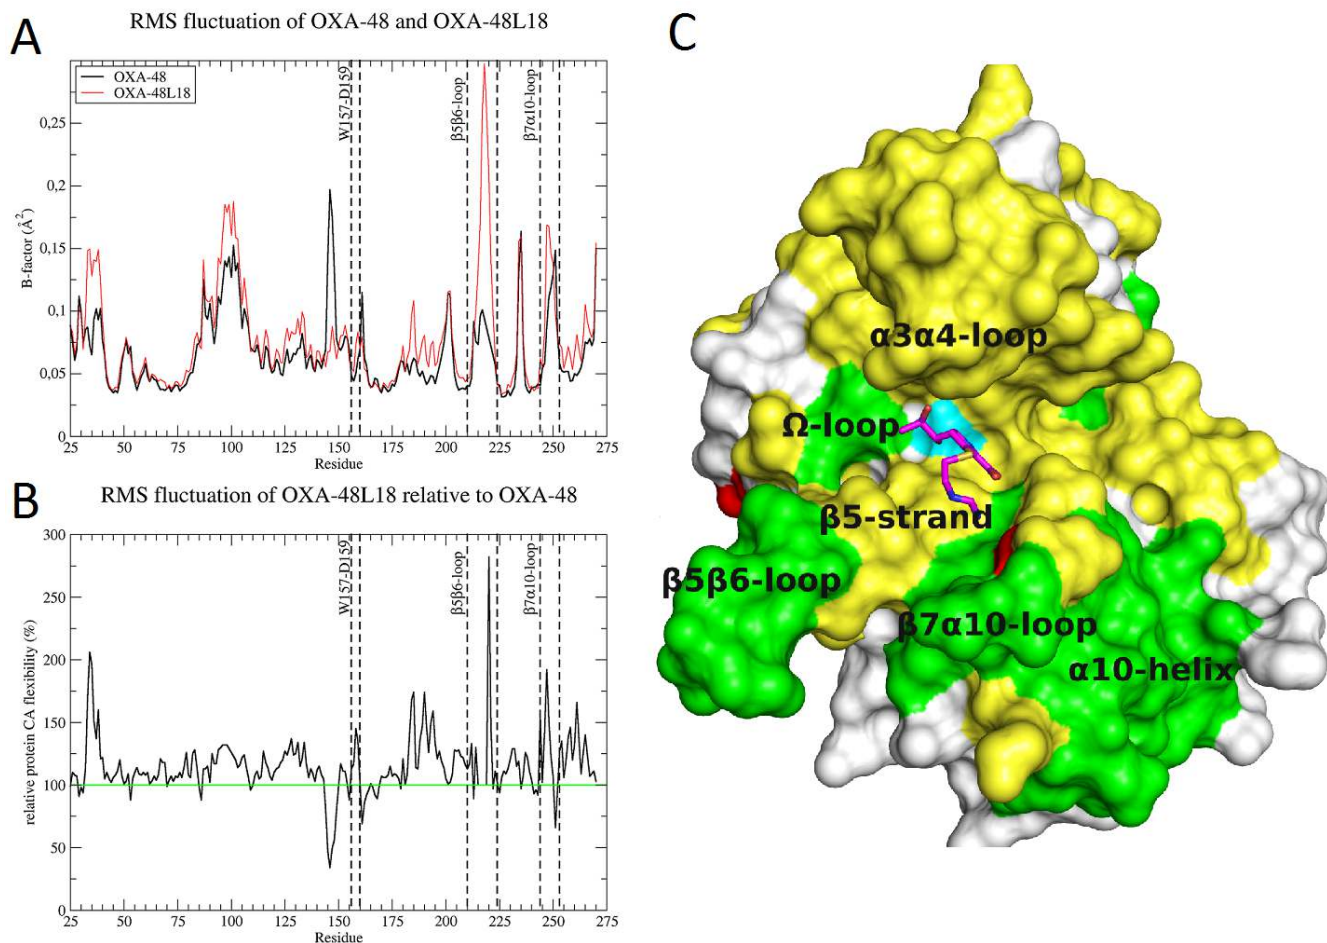 A
RMS fluctuation of OXA-48 and OXA-48L18
OXA-48
OXA-48L18
W157-D159
β5β6-loop
β7α10-loop
B-factor (Å²)
0,25
0,2
0,15
0,1
0,05
0
25 50 75 100 125 150 175 200 225 250 275
Residue
B
RMS fluctuation of OXA-48L18 relative to OXA-48
W157-D159
β5β6-loop
β7α10-loop
relative protein CA flexibility (%)
300
250
200
150
100
50
0
25 50 75 100 125 150 175 200 225 250 275
Residue
C
α3α4-loop
Ω-loop
β5-strand
β5β6-loop
β7α10-loop
α10-helix